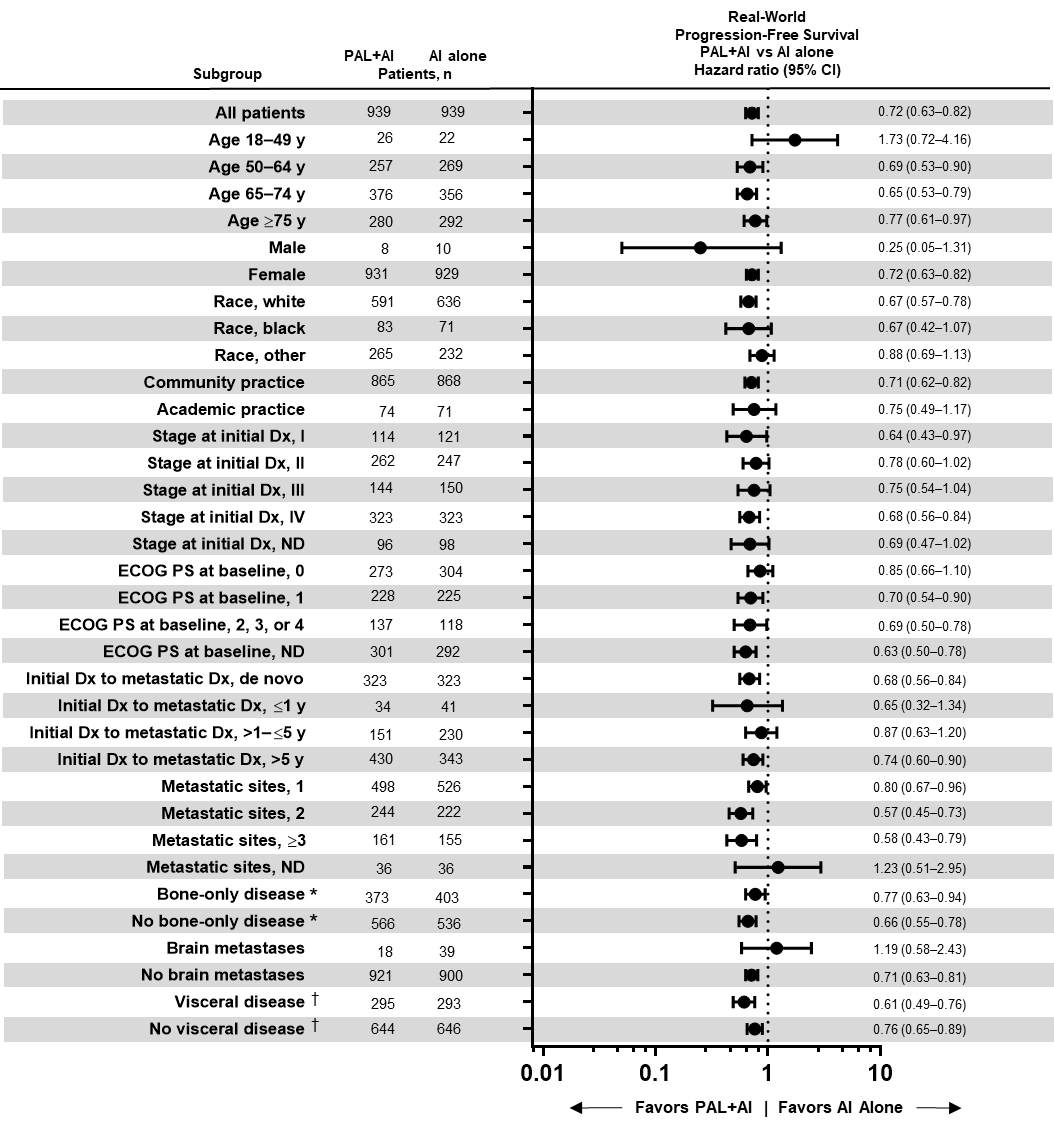 Real-World
Progression-Free Survival
PAL+AI vs AI alone
Hazard ratio (95% CI)
PAL+AI AI alone
Subgroup Patients, n
All patients 939 939 0.72 (0.63–0.82)
Age 18–49 y 26 22 1.73 (0.72–4.16)
Age 50–64 y 257 269 0.69 (0.53–0.90)
Age 65–74 y 376 356 0.65 (0.53–0.79)
Age ≥75 y 280 292 0.77 (0.61–0.97)
Male 8 10 0.25 (0.05–1.31)
Female 931 929 0.72 (0.63–0.82)
Race, white 591 636 0.67 (0.57–0.78)
Race, black 83 71 0.67 (0.42–1.07)
Race, other 265 232 0.88 (0.69–1.13)
Community practice 865 868 0.71 (0.62–0.82)
Academic practice 74 71 0.75 (0.49–1.17)
Stage at initial Dx, I 114 121 0.64 (0.43–0.97)
Stage at initial Dx, II 262 247 0.78 (0.60–1.02)
Stage at initial Dx, III 144 150 0.75 (0.54–1.04)
Stage at initial Dx, IV 323 323 0.68 (0.56–0.84)
Stage at initial Dx, ND 96 98 0.69 (0.47–1.02)
ECOG PS at baseline, 0 273 304 0.85 (0.66–1.10)
ECOG PS at baseline, 1 228 225 0.70 (0.54–0.90)
ECOG PS at baseline, 2, 3, or 4 137 118 0.69 (0.50–0.78)
ECOG PS at baseline, ND 301 292 0.63 (0.50–0.78)
Initial Dx to metastatic Dx, de novo 323 323 0.68 (0.56–0.84)
Initial Dx to metastatic Dx, ≤1 y 34 41 0.65 (0.32–1.34)
Initial Dx to metastatic Dx, >1–≤5 y 151 230 0.87 (0.63–1.20)
Initial Dx to metastatic Dx, >5 y 430 343 0.74 (0.60–0.90)
Metastatic sites, 1 498 526 0.80 (0.67–0.96)
Metastatic sites, 2 244 222 0.57 (0.45–0.73)
Metastatic sites, ≥3 161 155 0.58 (0.43–0.79)
Metastatic sites, ND 36 36 1.23 (0.51–2.95)
Bone-only disease * 373 403 0.77 (0.63–0.94)
No bone-only disease * 566 536 0.66 (0.55–0.78)
Brain metastases 18 39 1.19 (0.58–2.43)
No brain metastases 921 900 0.71 (0.63–0.81)
Visceral disease † 295 293 0.61 (0.49–0.76)
No visceral disease † 644 646 0.76 (0.65–0.89)
0.01 0.1 1 10
Favors PAL+AI | Favors AI Alone